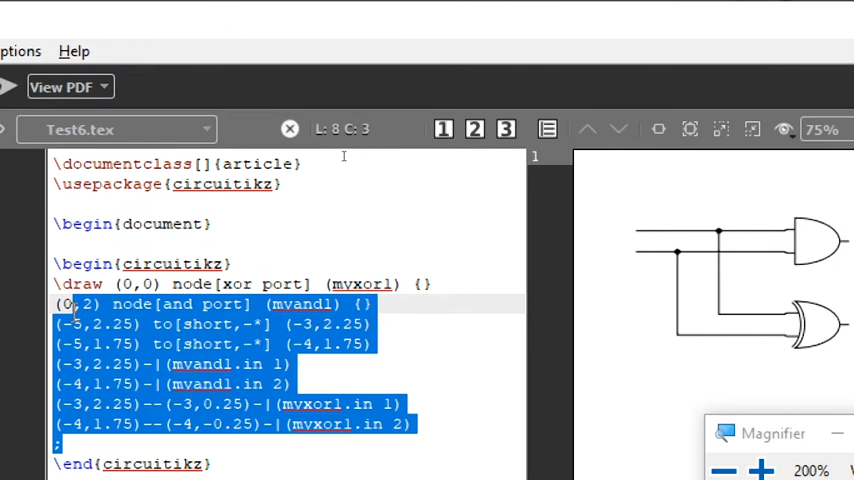 ptions Help
View PDF
Test6.tex L: 8 C: 3 1 2 3 75%
\documentclass[]{article}
\usepackage{circuitikz}
\begin{document}
\begin{circuitikz}
\draw (0,0) node[xor port] (myxor1) {}
(0,2) node[and port] (myand1) {}
(-5,2.25) to[short,-*] (-3,2.25)
(-5,1.75) to[short,-*] (-4,1.75)
(-3,2.25)-|(myand1.in 1)
(-4,1.75)-|(myand1.in 2)
(-3,2.25)--(-3,0.25)-|(myxor1.in 1)
(-4,1.75)--(-4,-0.25)-|(myxor1.in 2)
;
\end{circuitikz}
1
Magnifier
200%